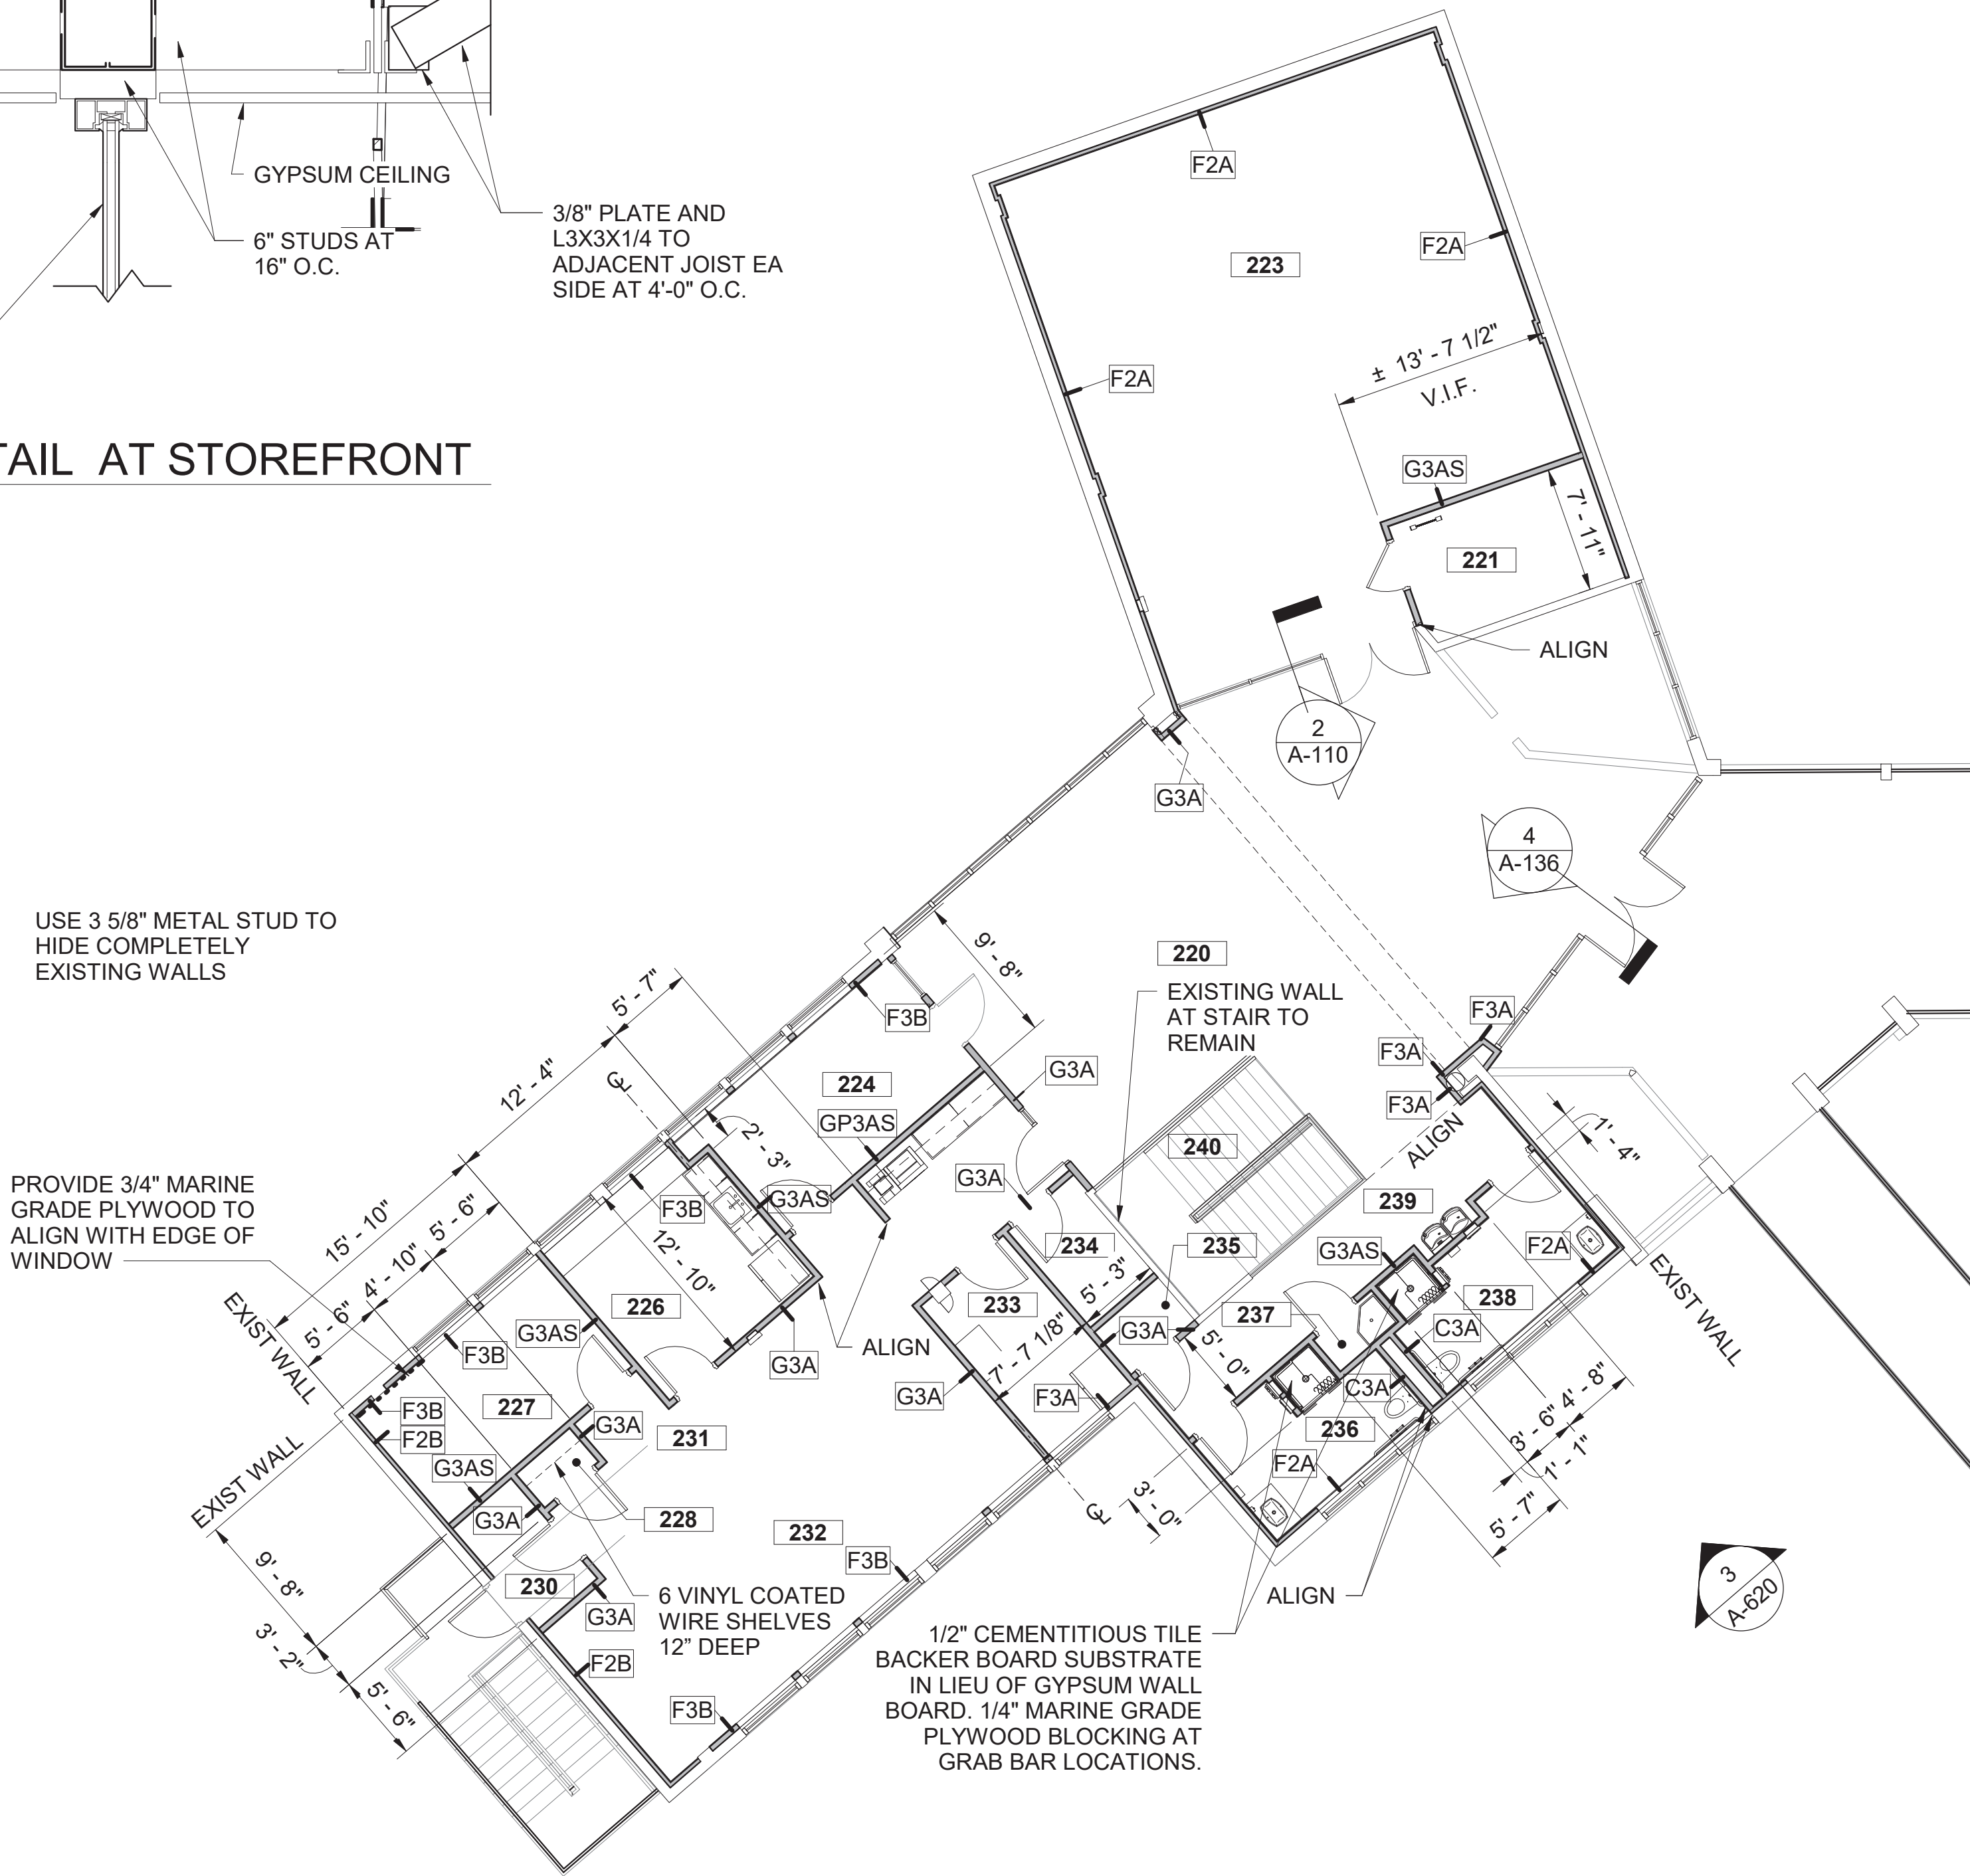 GYPSUM CEILING
6" STUDS AT
16" O.C.
3/8" PLATE AND
L3X3X1/4 TO
ADJACENT JOIST EA
SIDE AT 4'-0" O.C.
TAIL AT STOREFRONT
F2A
F2A
223
F2A
± 13' - 7 1/2"
V.I.F.
G3AS
7' - 11"
221
ALIGN
2
A-110
G3A
4
A-136
USE 3 5/8" METAL STUD TO
HIDE COMPLETELY
EXISTING WALLS
9' - 8"
220
EXISTING WALL
AT STAIR TO
REMAIN
5' - 7"
F3B
F3A
F3A
F3A
12' - 4"
CL
224
G3A
GP3AS
2' - 3"
240
ALIGN
1' - 4"
PROVIDE 3/4" MARINE
GRADE PLYWOOD TO
ALIGN WITH EDGE OF
WINDOW
G3A
G3AS
F3B
239
15' - 10"
5' - 6"
4' - 10"
5' - 6"
12' - 10"
234
235
G3AS
F2A
EXIST WALL
EXIST WALL
226
5' - 3"
233
237
238
G3AS
G3A
C3A
F3B
G3A
ALIGN
7' - 7 1/8"
5' - 0"
G3A
F3A
C3A
4' - 8"
3' - 6"
1' - 1"
5' - 7"
F3B
F2B
227
G3A
231
236
EXIST WALL
G3AS
F2A
G3A
228
232
CL
3' - 0"
9' - 8"
3' - 2"
5' - 6"
230
F3B
G3A
6 VINYL COATED
WIRE SHELVES
12” DEEP
ALIGN
3
A-620
F2B
F3B
1/2" CEMENTITIOUS TILE
BACKER BOARD SUBSTRATE
IN LIEU OF GYPSUM WALL
BOARD. 1/4" MARINE GRADE
PLYWOOD BLOCKING AT
GRAB BAR LOCATIONS.